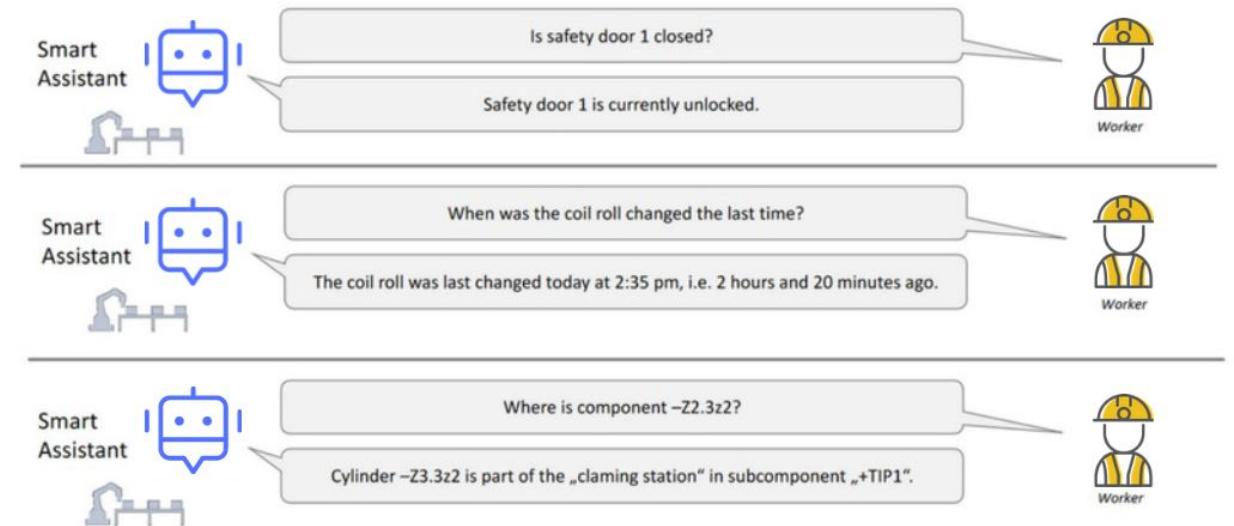 Smart
Assistant
Is safety door 1 closed?
Safety door 1 is currently unlocked.
Worker
Smart
Assistant
When was the coil roll changed the last time?
The coil roll was last changed today at 2:35 pm, i.e. 2 hours and 20 minutes ago.
Worker
Smart
Assistant
Where is component –Z2.3z2?
Cylinder –Z3.3z2 is part of the „claming station“ in subcomponent „+TIP1“.
Worker